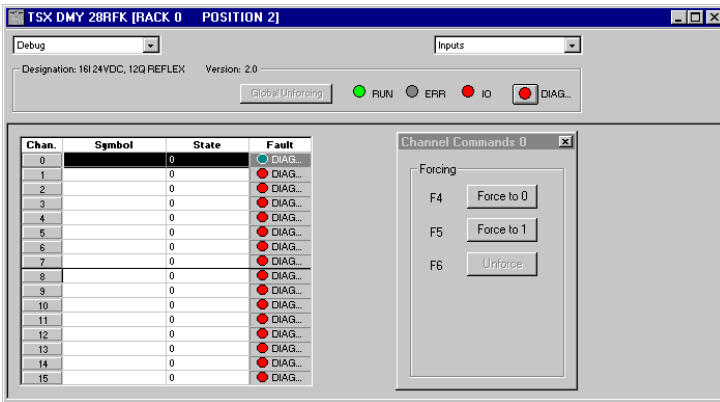 TSX DMY 28RFK [RACK 0 POSITION 2]
Debug
Inputs
Designation: 16I 24VDC, 12Q REFLEX Version: 2.0
Global Unforcing RUN ERR IO DIAG...
Chan. Symbol State Fault
0 0 DIAG...
1 0 DIAG...
2 0 DIAG...
3 0 DIAG...
4 0 DIAG...
5 0 DIAG...
6 0 DIAG...
7 0 DIAG...
8 0 DIAG...
9 0 DIAG...
10 0 DIAG...
11 0 DIAG...
12 0 DIAG...
13 0 DIAG...
14 0 DIAG...
15 0 DIAG...
Channel Commands 0
Forcing
F4 Force to 0
F5 Force to 1
F6 Unforce